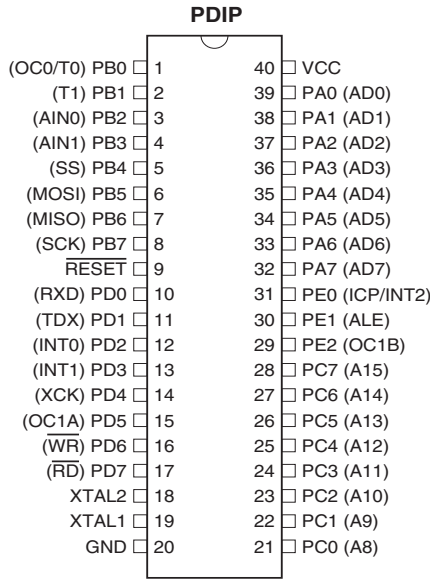 PDIP
(OC0/T0) PB0 1 40 VCC
(T1) PB1 2 39 PA0 (AD0)
(AIN0) PB2 3 38 PA1 (AD1)
(AIN1) PB3 4 37 PA2 (AD2)
(SS) PB4 5 36 PA3 (AD3)
(MOSI) PB5 6 35 PA4 (AD4)
(MISO) PB6 7 34 PA5 (AD5)
(SCK) PB7 8 33 PA6 (AD6)
RESET 9 32 PA7 (AD7)
(RXD) PD0 10 31 PE0 (ICP/INT2)
(TDX) PD1 11 30 PE1 (ALE)
(INT0) PD2 12 29 PE2 (OC1B)
(INT1) PD3 13 28 PC7 (A15)
(XCK) PD4 14 27 PC6 (A14)
(OC1A) PD5 15 26 PC5 (A13)
(WR) PD6 16 25 PC4 (A12)
(RD) PD7 17 24 PC3 (A11)
XTAL2 18 23 PC2 (A10)
XTAL1 19 22 PC1 (A9)
GND 20 21 PC0 (A8)